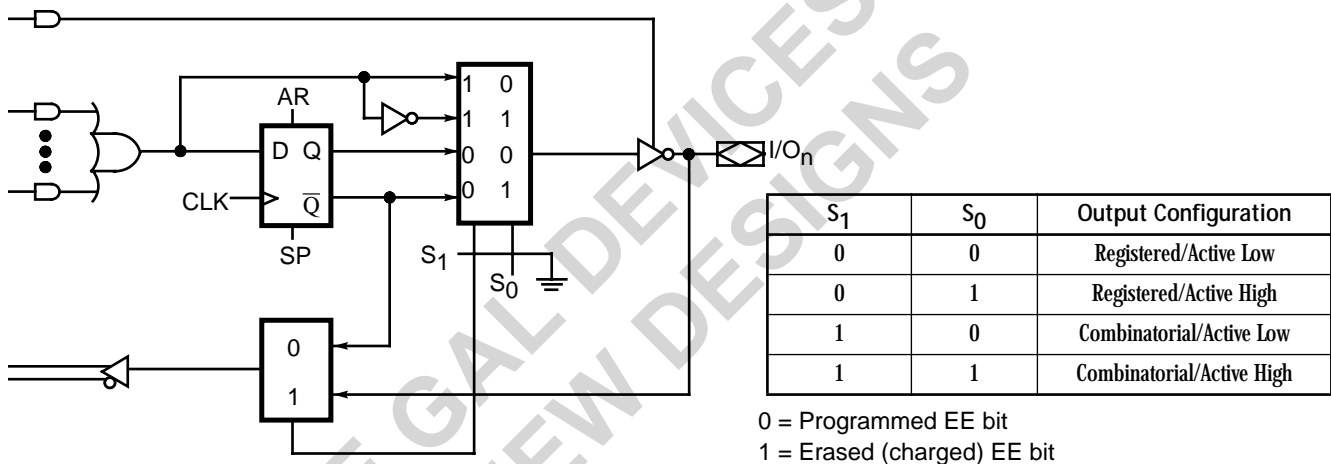 AR
1 0
1 1
D Q
0 0
I/On
CLK
Q̅
0 1
SP
S1
S0
0
1
S1 S0 Output Configuration
0 0 Registered/Active Low
0 1 Registered/Active High
1 0 Combinatorial/Active Low
1 1 Combinatorial/Active High
0 = Programmed EE bit
1 = Erased (charged) EE bit
GAL DEVICES
NEW DESIGNS